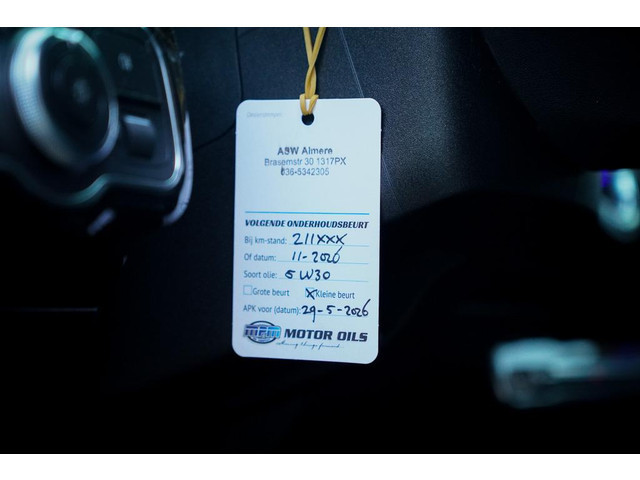 ASW Almere
Brasemstr 30 1317PX
036-5342305
VOLGENDE ONDERHOUDSBEURT
Bij km-stand: 211XXX
Of datum: 11-2026
Soort olie: 5W30
Grote beurt Kleine beurt
APK voor (datum): 29-5-2026
MPM MOTOR OILS